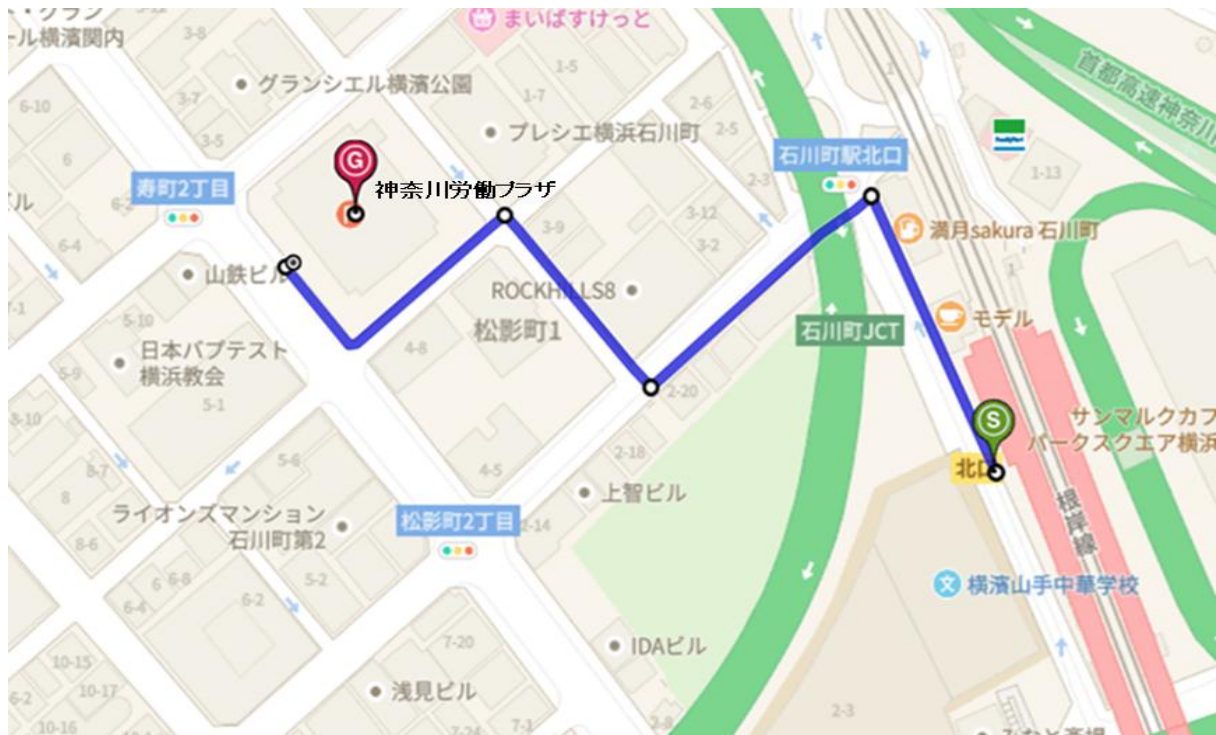 ル横濱関内
3-8
まいばすけっと
1-5
首都高速神奈川
グランシエル横濱公園
6-10
3-7
1-7
2-6
プレシエ横浜石川町
2-5
3-5
石川町駅北口
FamilyMart
6
G
1-13
寿町2丁目
神奈川労働プラザ
2-3
3-12
3-9
満月sakura 石川町
6-4
3-2
山鉄ビル
ROCKHILLS8
1
モデル
5-10
松影町1
石川町JCT
4-8
日本バプテスト
横浜教会
5-9
2-20
5-1
S
サンマルクカフ
パークスクエア横浜
8-10
2-18
5-6
4-5
北口
8-7
8
上智ビル
ライオンズマンション
石川町第2
松影町2丁目
2-14
根岸線
8-6
5-2
6
6-8
6-4
6-2
文
横濱山手中華学校
7-20
IDAビル
10-15
6-2
10-17
浅見ビル
2-3
10-16
7-1
2-8